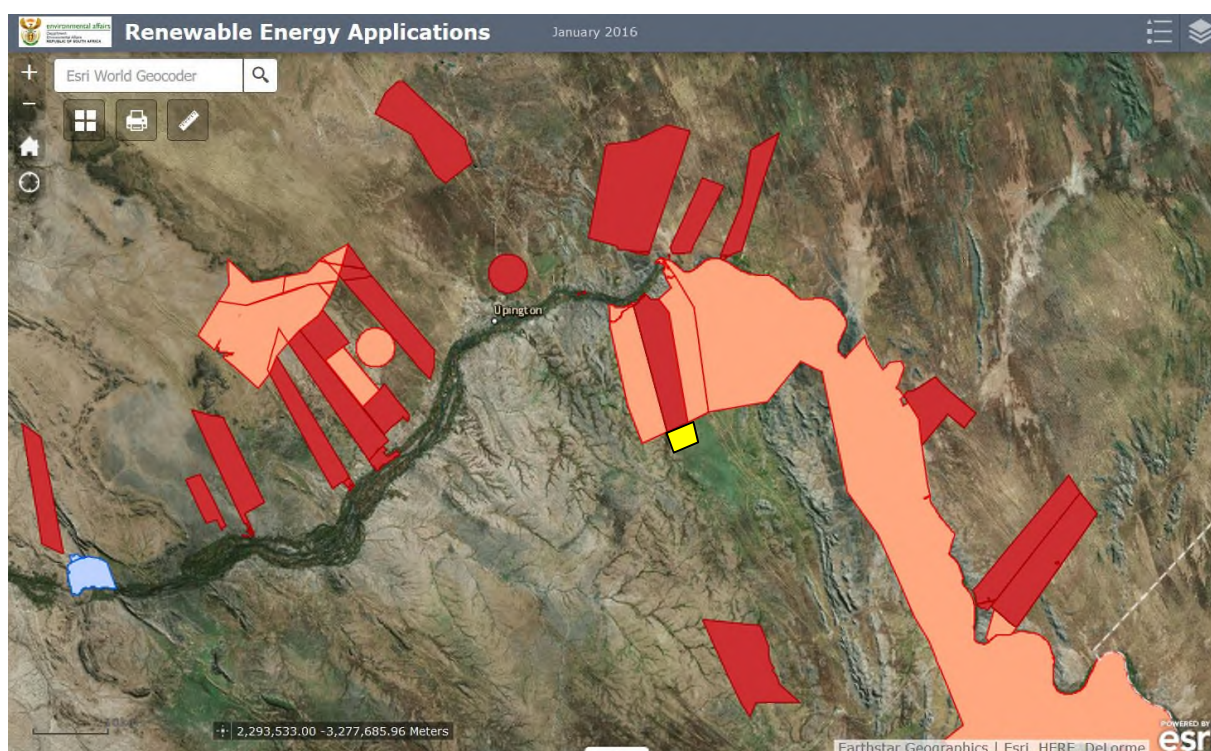 environmental affairs
Department:
Environmental Affairs
REPUBLIC OF SOUTH AFRICA
Renewable Energy Applications
January 2016
Esri World Geocoder
Upington
2,293,533.00 -3,277,685.96 Meters
POWERED BY
esri
Earthstar Geographics | Esri, HERE, DeLorme